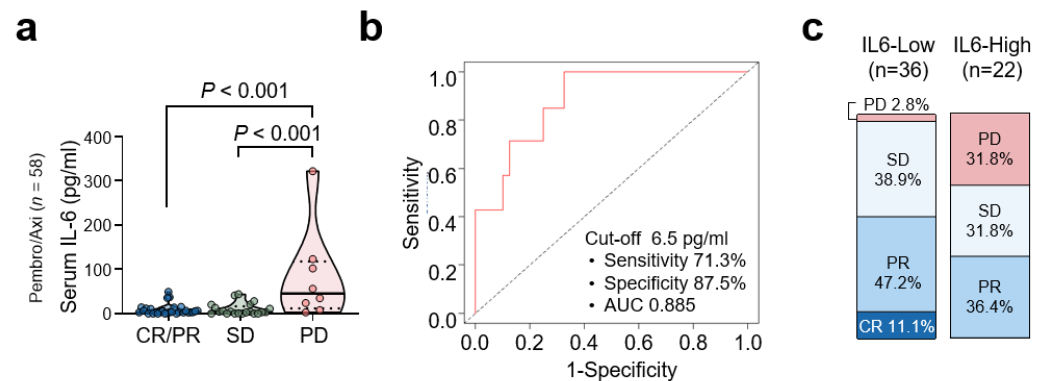 a
P < 0.001
P < 0.001
Pembro/Axi (n = 58)
Serum IL-6 (pg/ml)
400
300
200
100
0
CR/PR SD PD
b
Sensitivity
1.0
0.8
0.6
0.4
0.2
0.0
Cut-off 6.5 pg/ml
• Sensitivity 71.3%
• Specificity 87.5%
• AUC 0.885
0.0 0.2 0.4 0.6 0.8 1.0
1-Specificity
c
IL6-Low
(n=36)
PD 2.8%
SD
38.9%
PR
47.2%
CR 11.1%
IL6-High
(n=22)
PD
31.8%
SD
31.8%
PR
36.4%